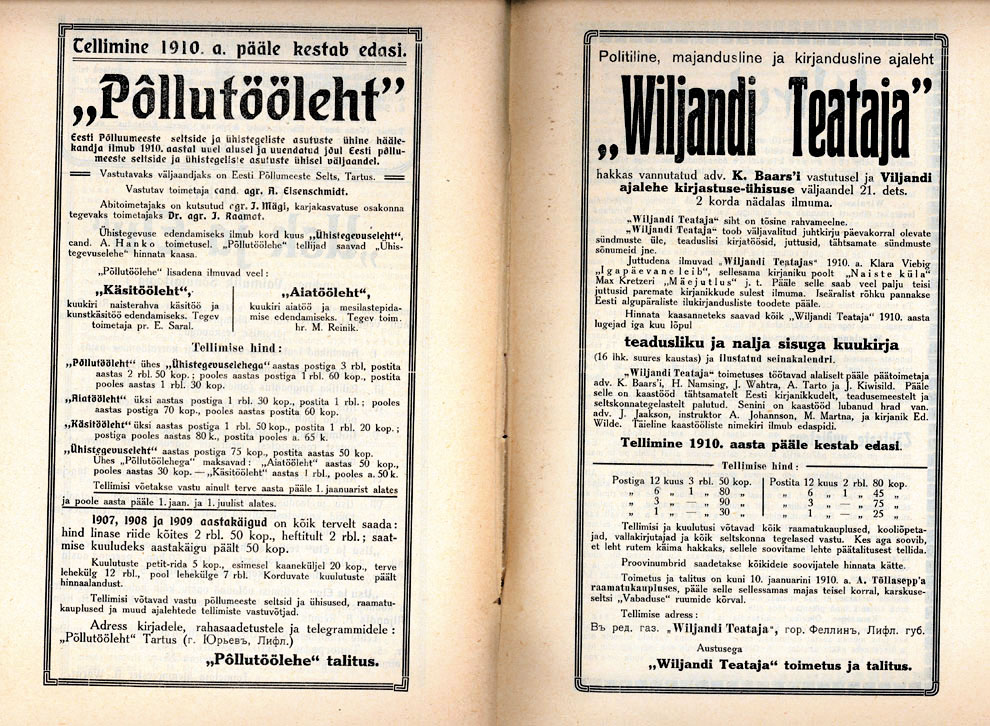 Tellimine 1910. a. pääle kestab edasi.
„Põllutööleht”
Eesti Põlluumeeste seltside ja ühistegeliste asutuste ühine hääle-
kandja ilmub 1910. aastal uuel alusel ja uuendatud jõul Eesti põllu-
meeste seltside ja ühistegeliste asutuste ühisel väljaandel.
Vastutavaks väljaandjaks on Eesti Põllumeeste Selts, Tartus.
Vastutav toimetaja cand. agr. A. Eisenschmidt.
Abitoimetajaks on kutsutud agr. J. Mägi, karjakasvatuse osakonna
tegevaks toimetajaks Dr. agr. J. Raamot.
Ühistegevuse edendamiseks ilmub kord kuus „Ühistegevuseleht“,
cand. A. Hanko toimetusel. „Põllutöölehe“ tellijad saavad „Ühis-
tegevuselehe“ hinnata kaasa.
„Põllutöölehe“ lisadena ilmuvad veel:
„Käsitööleht“,
kuukiri naisterahva käsitöö ja
kunstkäsitöö edendamiseks. Tegev
toimetaja pr. E. Saral.
„Aiatööleht“,
kuukiri aiatöö ja mesilastepida-
mise edendamiseks. Tegev toim.
hr. M. Reinik.
Tellimise hind:
„Põllutööleht“ ühes „Ühistegevuselehega“ aastas postiga 3 rbl, postita
aastas 2 rbl. 50 kop.; pooles aastas postiga 1 rbl. 60 kop., postita
pooles aastas 1 rbl. 30 kop.
„Aiatööleht“ üksi aastas postiga 1 rbl. 30 kop., postita 1 rbl.; pooles
aastas postiga 70 kop., pooles aastas postita 60 kop.
„Käsitööleht“ üksi aastas postiga 1 rbl. 50 kop., postita 1 rbl. 20 kop.;
postiga pooles aastas 80 k., postita pooles a. 65 k.
„Ühistegevuseleht“ aastas postiga 75 kop., postita aastas 50 kop.
Ühes „Põllutöölehega“ maksavad: „Aiatööleht“ aastas 50 kop.,
pooles aastas 30 kop. — „Käsitööleht“ aastas 1 rbl., pooles a. 50 k.
Tellimisi võetakse vastu ainult terve aasta pääle 1. jaanuarist alates
ja poole aasta pääle 1. jaan. ja 1. juulist alates.
1907, 1908 ja 1909 aastakäigud on kõik tervelt saada:
hind linase riide köites 2 rbl. 50 kop., heftitult 2 rbl.; saat-
mise kuuludeks aastakäigu päält 50 kop.
Kuulutuste petit-rida 5 kop., esimesel kaaneküljel 20 kop., terve
lehekülg 12 rbl., pool lehekülge 7 rbl. Korduvate kuulutuste päält
hinnaalandust.
Tellimisi võtavad vastu põllumeeste seltsid ja ühisused, raamatu-
kauplused ja muud ajalehtede tellimiste vastuvõtjad.
Adress kirjadele, rahasaadetustele ja telegrammidele:
„Põllutööleht“ Tartus (г. Юрьевъ, Лифл.)
„Põllutöölehe“ talitus.
Politiline, majandusline ja kirjandusline ajaleht
„Wiljandi Teataja”
hakkas vannutatud adv. K. Baars'i vastutusel ja Viljandi
ajalehe kirjastuse-ühisuse väljaandel 21. dets.
2 korda nädalas ilmuma.
„Wiljandi Teataja“ siht on tõsine rahvameelne.
„Wiljandi Teataja“ toob väljavalitud juhtkirju päevakorral olevate
sündmuste üle, teaduslisi kirjatöösid, juttusid, tähtsamate sündmuste
sõnumeid jne.
Juttudena ilmuvad „Wiljandi Teatajas“ 1910. a. Klara Viebig
„Igapäevane leib“, sellesama kirjaniku poolt „Naiste küla“
Max Kretzeri „Mäejutlus“ j. t. Pääle selle saab veel palju teisi
juttusid paremate kirjanikkude sulest ilmuma. Iseäralist rõhku pannakse
Eesti algupäraliste ilukirjandusliste toodete pääle.
Hinnata kaasanneteks saavad kõik „Wiljandi Teataja“ 1910. aasta
lugejad iga kuu lõpul
teadusliku ja nalja sisuga kuukirja
(16 ihk. suures kaustas) ja ilustatud seinakalendri.
„Wiljandi Teataja“ toimetuses töötavad alaliselt pääle päätoimetaja
adv. K. Baars'i, H. Namsing, J. Wahtra, A. Tarto ja J. Kiwisild. Pääle
selle on kaastööd tähtsamatelt Eesti kirjanikkudelt, teadusemeestelt ja
seltskonnategelastelt palutud. Senini on kaastööd lubanud hrad van.
adv. J. Jaakson, instruktor A. Johannson, M. Martna, ja kirjanik Ed.
Wilde. Täieline kaastööliste nimekiri ilmub edaspidi.
Tellimine 1910. aasta pääle kestab edasi.
Tellimise hind:
Postiga 12 kuus 3 rbl. 50 kop.
„ 6 „ 1 „ 80 „
„ 3 „ — „ 90 „
„ 1 „ — „ 30 „
Postita 12 kuus 2 rbl. 80 kop.
„ 6 „ 1 „ 45 „
„ 3 „ — „ 75 „
„ 1 „ — „ 25 „
Tellimisi ja kuulutusi võtavad kõik raamatukauplused, kooliõpeta-
jad, vallakirjutajad ja kõik seltskonna tegelased vastu. Kes aga soovib,
et leht rutem käima hakkaks, sellele soovitame lehte päätalitusest tellida.
Proovinumbrid saadetakse kõikidele soovijatele hinnata kätte.
Toimetus ja talitus on kuni 10. jaanuarini 1910. a. A. Tõllasepp'a
raamatukaupluses, pääle selle sellessamas majas teisel korral, karskuse-
seltsi „Vabaduse“ ruumide kõrval.
Tellimise adress:
Въ ред. газ. „Wiljandi Teataja“, гор. Феллинъ, Лифл. губ.
Austusega
„Wiljandi Teataja“ toimetus ja talitus.